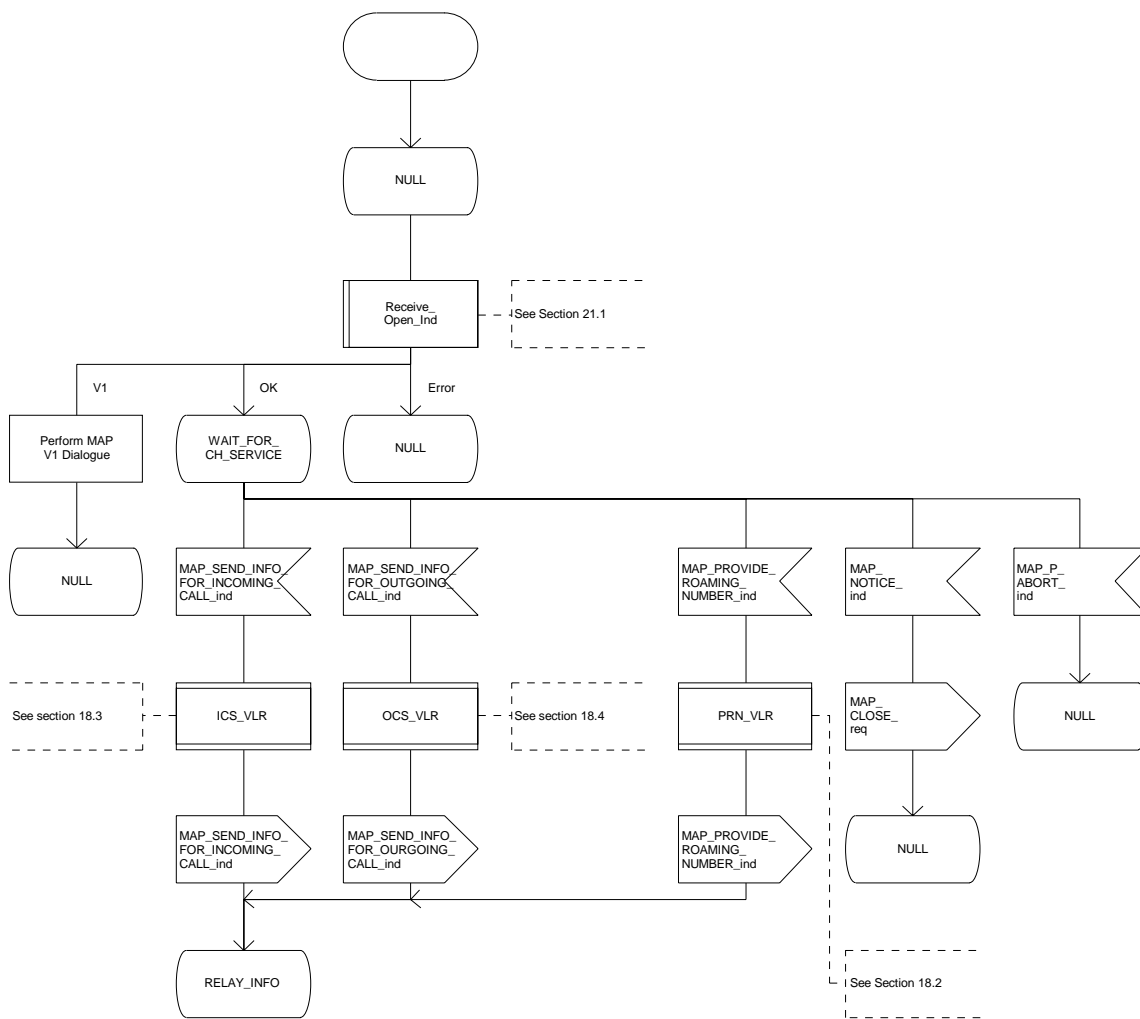 NULL
Receive_
Open_Ind
See Section 21.1
V1
OK
Error
Perform MAP
V1 Dialogue
WAIT_FOR_
CH_SERVICE
NULL
NULL
MAP_SEND_INFO_
FOR_INCOMING_
CALL_ind
MAP_SEND_INFO_
FOR_OUTGOING_
CALL_ind
MAP_PROVIDE_
ROAMING_
NUMBER_ind
MAP_
NOTICE_
ind
MAP_P_
ABORT_
ind
See section 18.3
ICS_VLR
OCS_VLR
See section 18.4
PRN_VLR
MAP_
CLOSE_
req
NULL
MAP_SEND_INFO_
FOR_INCOMING_
CALL_ind
MAP_SEND_INFO_
FOR_OURGOING_
CALL_ind
MAP_PROVIDE_
ROAMING_
NUMBER_ind
NULL
RELAY_INFO
See Section 18.2